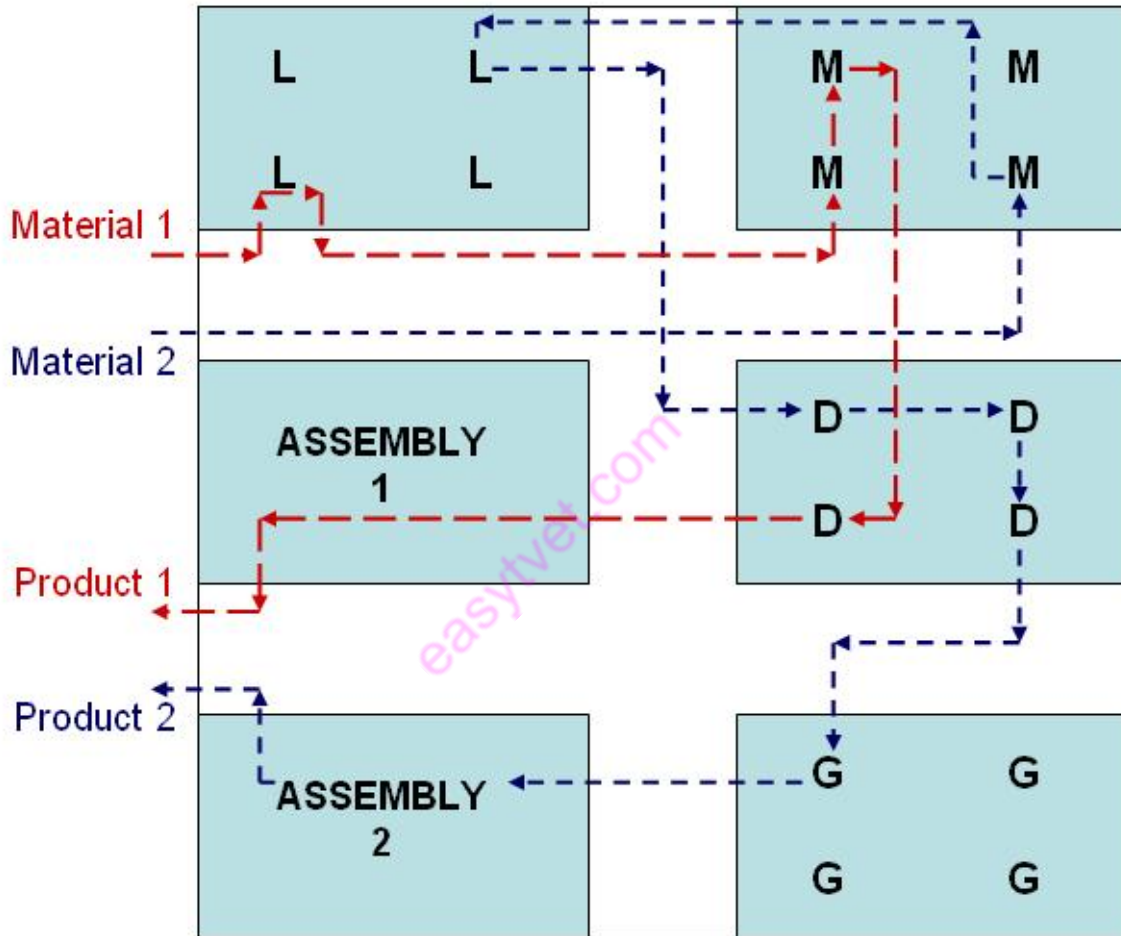 L L M M
L L M M
Material 1
Material 2
ASSEMBLY
1
D D
D D
Product 1
Product 2
ASSEMBLY
2
G G
G G
easytvet.com